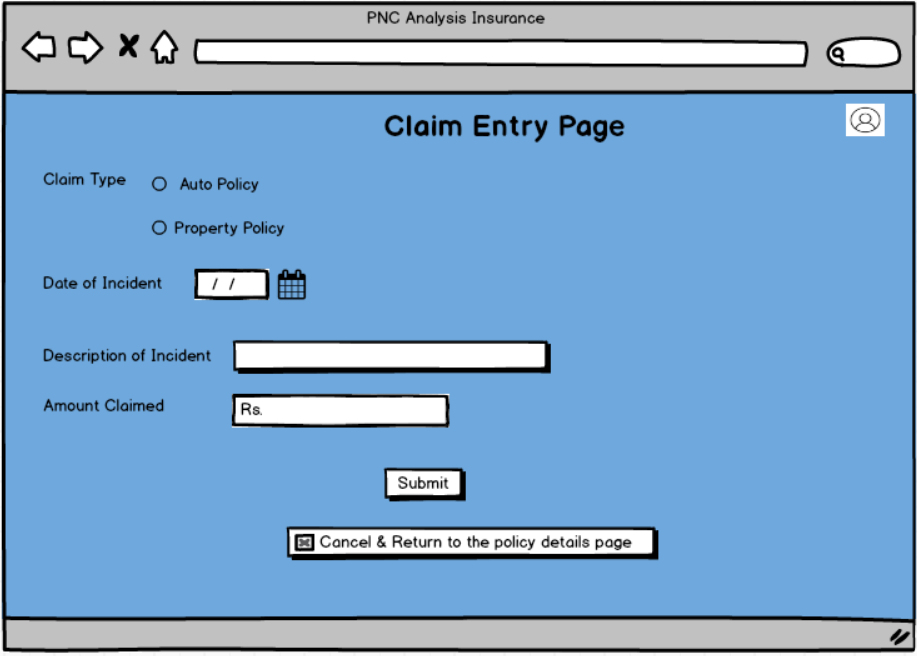 PNC Analysis Insurance
Claim Entry Page
Claim Type
Auto Policy
Property Policy
Date of Incident / /
Description of Incident
Amount Claimed Rs.
Submit
Cancel & Return to the policy details page